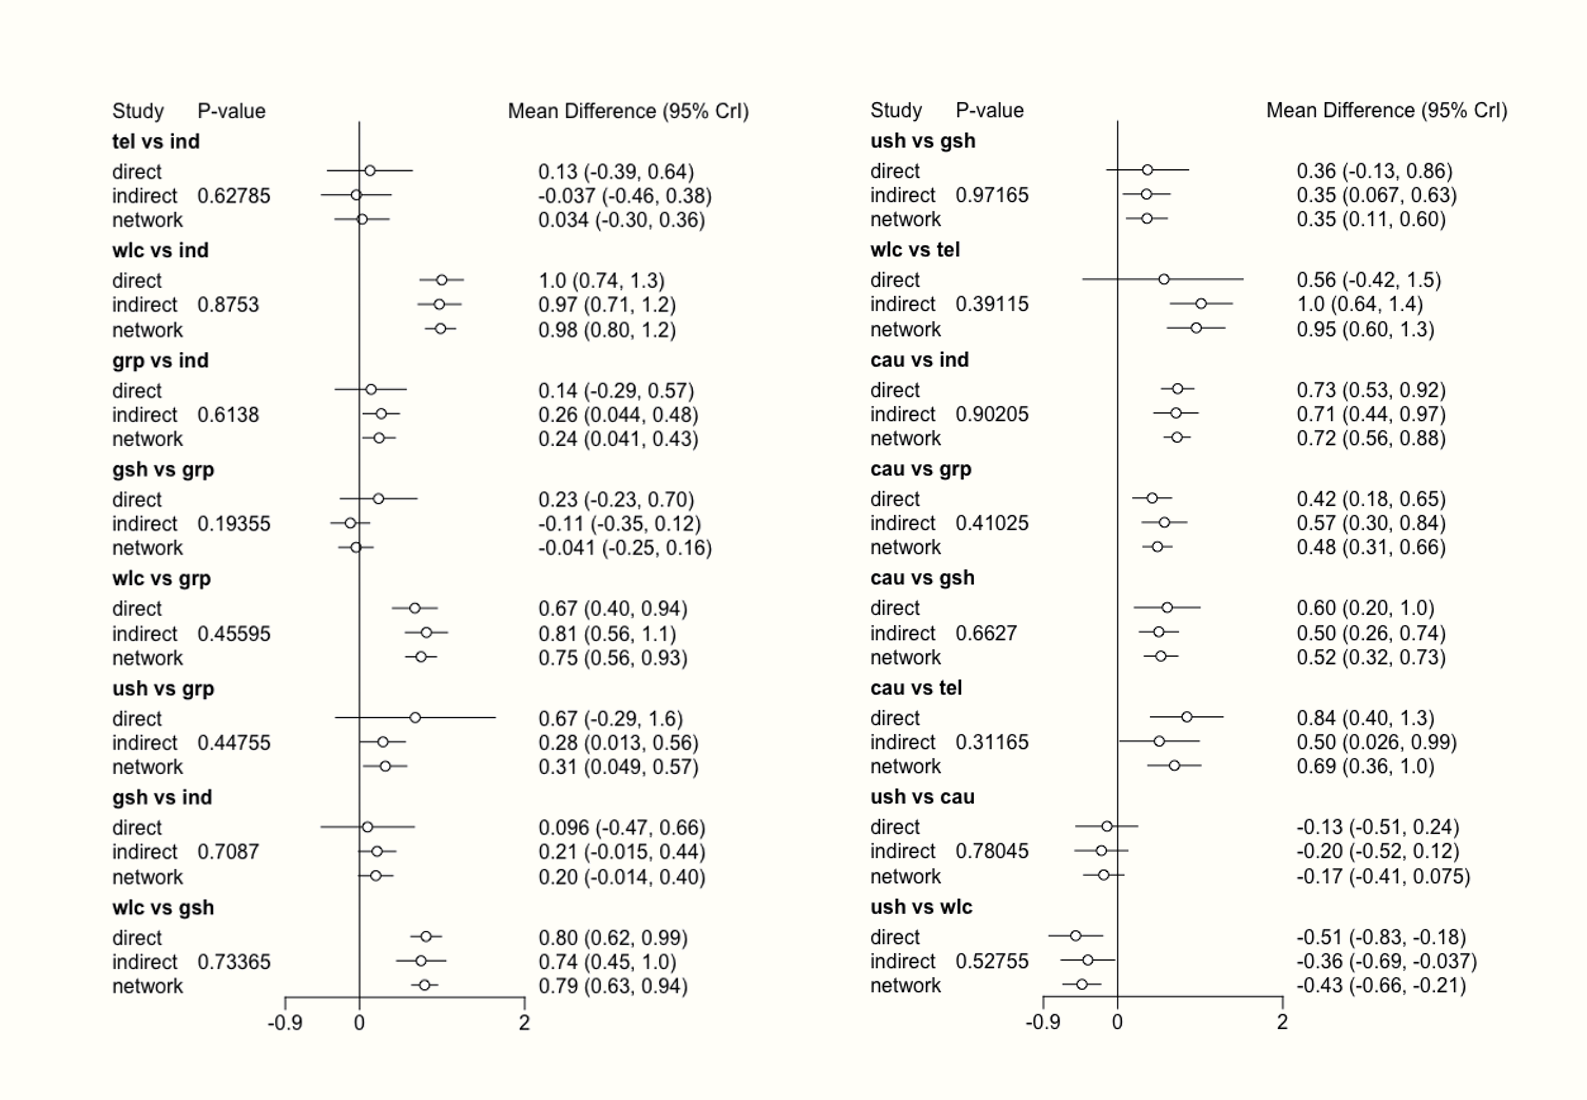 Study P-value Mean Difference (95% CrI)
tel vs ind
direct 0.13 (-0.39, 0.64)
indirect 0.62785 -0.037 (-0.46, 0.38)
network 0.034 (-0.30, 0.36)
wlc vs ind
direct 1.0 (0.74, 1.3)
indirect 0.8753 0.97 (0.71, 1.2)
network 0.98 (0.80, 1.2)
grp vs ind
direct 0.14 (-0.29, 0.57)
indirect 0.6138 0.26 (0.044, 0.48)
network 0.24 (0.041, 0.43)
gsh vs grp
direct 0.23 (-0.23, 0.70)
indirect 0.19355 -0.11 (-0.35, 0.12)
network -0.041 (-0.25, 0.16)
wlc vs grp
direct 0.67 (0.40, 0.94)
indirect 0.45595 0.81 (0.56, 1.1)
network 0.75 (0.56, 0.93)
ush vs grp
direct 0.67 (-0.29, 1.6)
indirect 0.44755 0.28 (0.013, 0.56)
network 0.31 (0.049, 0.57)
gsh vs ind
direct 0.096 (-0.47, 0.66)
indirect 0.7087 0.21 (-0.015, 0.44)
network 0.20 (-0.014, 0.40)
wlc vs gsh
direct 0.80 (0.62, 0.99)
indirect 0.73365 0.74 (0.45, 1.0)
network 0.79 (0.63, 0.94)
-0.9 0 2
Study P-value Mean Difference (95% CrI)
ush vs gsh
direct 0.36 (-0.13, 0.86)
indirect 0.97165 0.35 (0.067, 0.63)
network 0.35 (0.11, 0.60)
wlc vs tel
direct 0.56 (-0.42, 1.5)
indirect 0.39115 1.0 (0.64, 1.4)
network 0.95 (0.60, 1.3)
cau vs ind
direct 0.73 (0.53, 0.92)
indirect 0.90205 0.71 (0.44, 0.97)
network 0.72 (0.56, 0.88)
cau vs grp
direct 0.42 (0.18, 0.65)
indirect 0.41025 0.57 (0.30, 0.84)
network 0.48 (0.31, 0.66)
cau vs gsh
direct 0.60 (0.20, 1.0)
indirect 0.6627 0.50 (0.26, 0.74)
network 0.52 (0.32, 0.73)
cau vs tel
direct 0.84 (0.40, 1.3)
indirect 0.31165 0.50 (0.026, 0.99)
network 0.69 (0.36, 1.0)
ush vs cau
direct -0.13 (-0.51, 0.24)
indirect 0.78045 -0.20 (-0.52, 0.12)
network -0.17 (-0.41, 0.075)
ush vs wlc
direct -0.51 (-0.83, -0.18)
indirect 0.52755 -0.36 (-0.69, -0.037)
network -0.43 (-0.66, -0.21)
-0.9 0 2